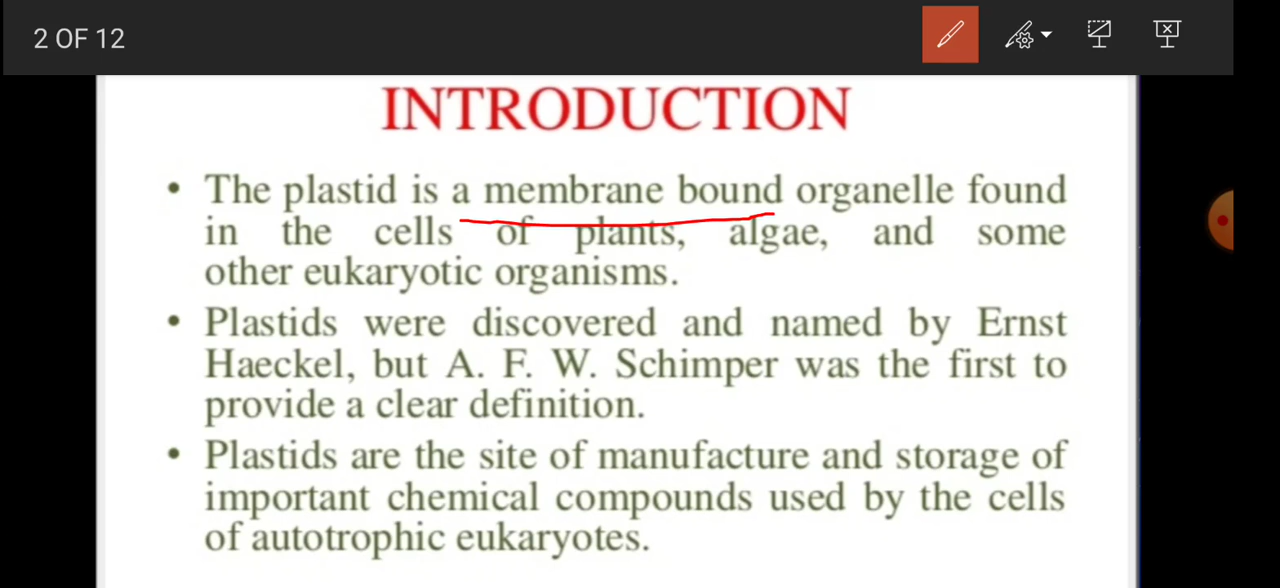 2 OF 12
INTRODUCTION
• The plastid is a membrane bound organelle found
in the cells of plants, algae, and some
other eukaryotic organisms.
• Plastids were discovered and named by Ernst
Haeckel, but A. F. W. Schimper was the first to
provide a clear definition.
• Plastids are the site of manufacture and storage of
important chemical compounds used by the cells
of autotrophic eukaryotes.